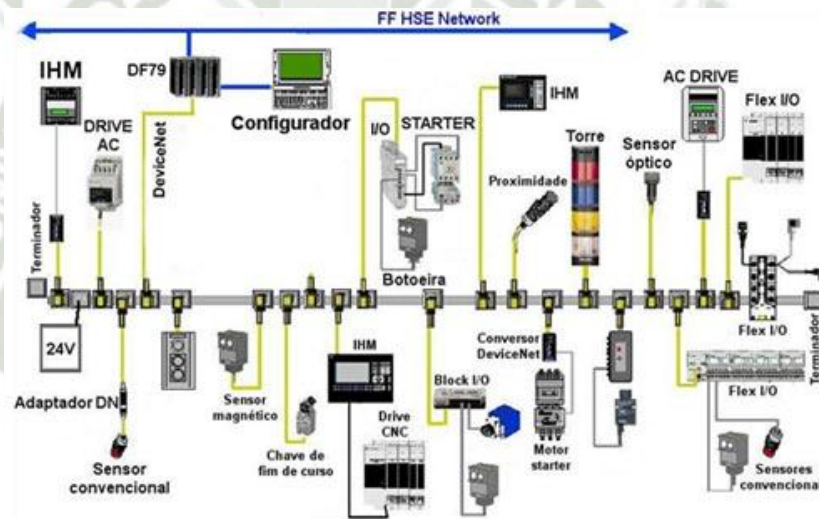 FF HSE Network
IHM
DF79
Configurador
DRIVE
AC
DeviceNet
Terminador
I/O
STARTER
Botoeira
IHM
Proximidade
Torre
Sensor
óptico
AC DRIVE
Flex I/O
24V
Adaptador DN
Sensor
convencional
Sensor
magnético
Chave de
fim de curso
IHM
Drive
CNC
Block I/O
Conversor
DeviceNet
Motor
starter
Flex I/O
Flex I/O
Terminador
Sensores
convencional